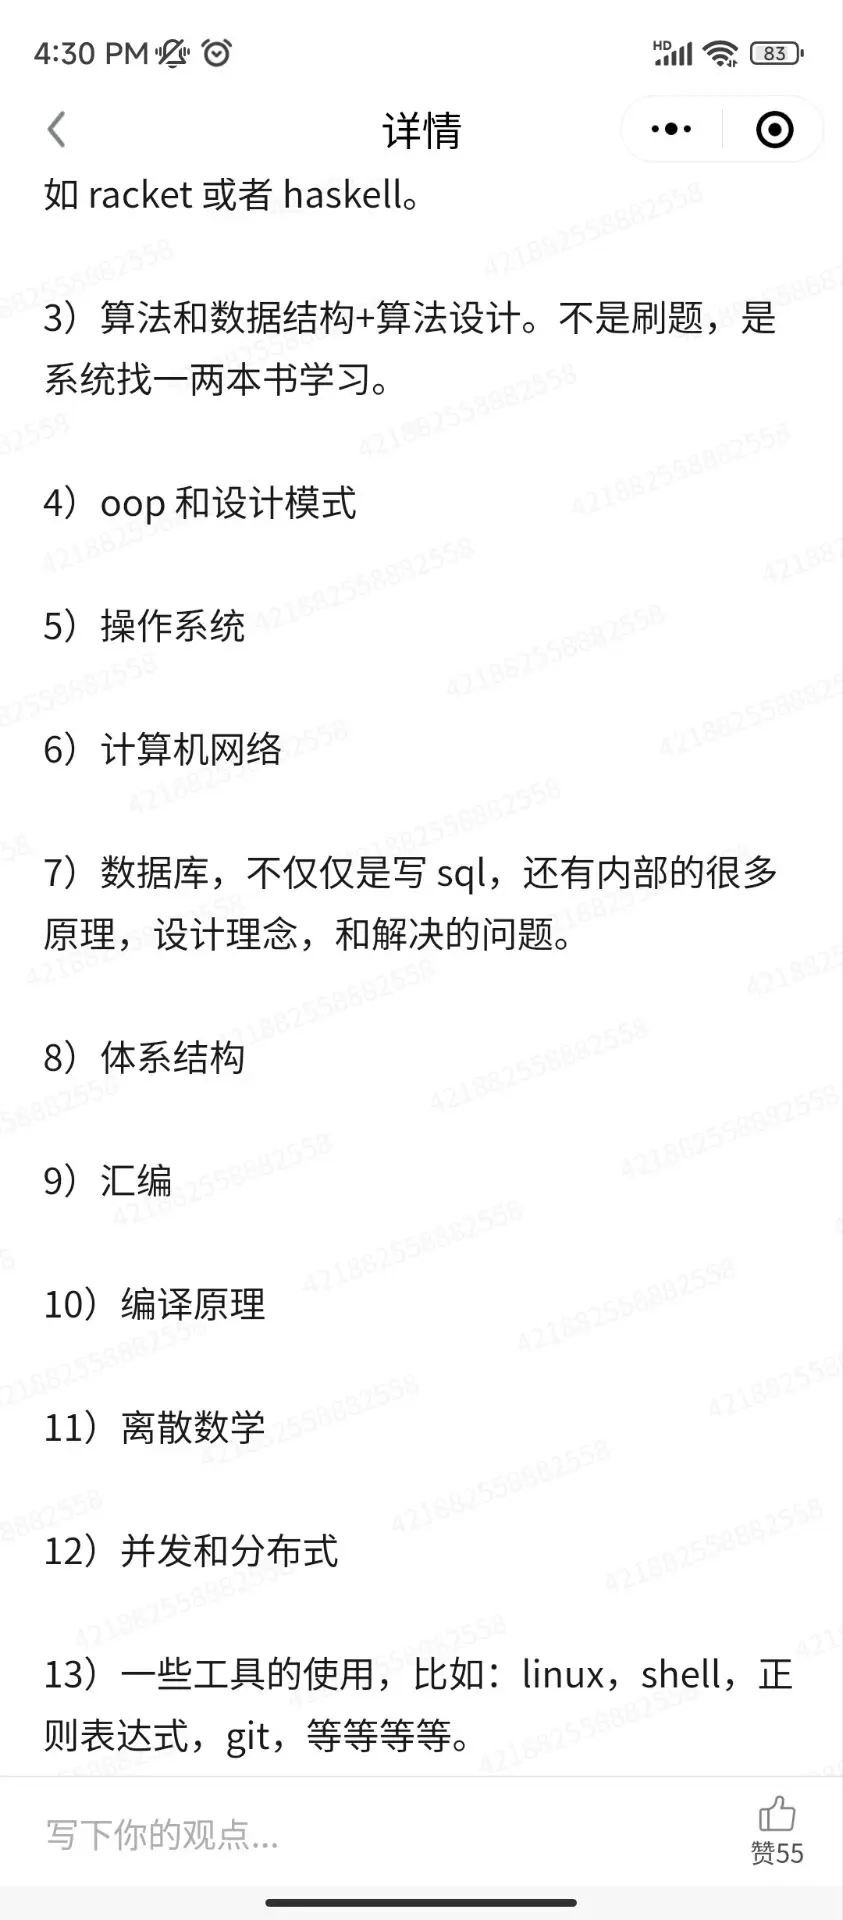 4:30 PM
HD
83
详情
如 racket 或者 haskell。
3）算法和数据结构+算法设计。不是刷题，是
系统找一两本书学习。
4）oop 和设计模式
5）操作系统
6）计算机网络
7）数据库，不仅仅是写 sql，还有内部的很多
原理，设计理念，和解决的问题。
8）体系结构
9）汇编
10）编译原理
11）离散数学
12）并发和分布式
13）一些工具的使用，比如：linux，shell，正
则表达式，git，等等等等。
写下你的观点...
赞55
421882558882558